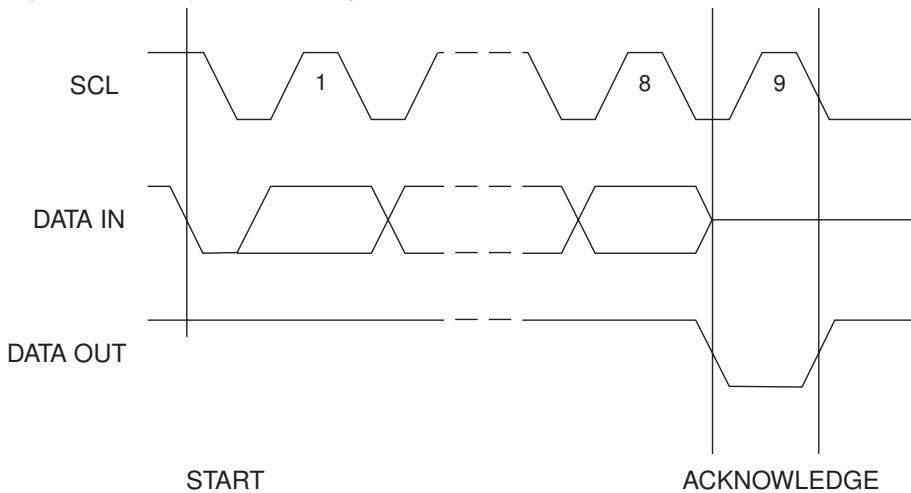 SCL
1
8
9
DATA IN
DATA OUT
START
ACKNOWLEDGE